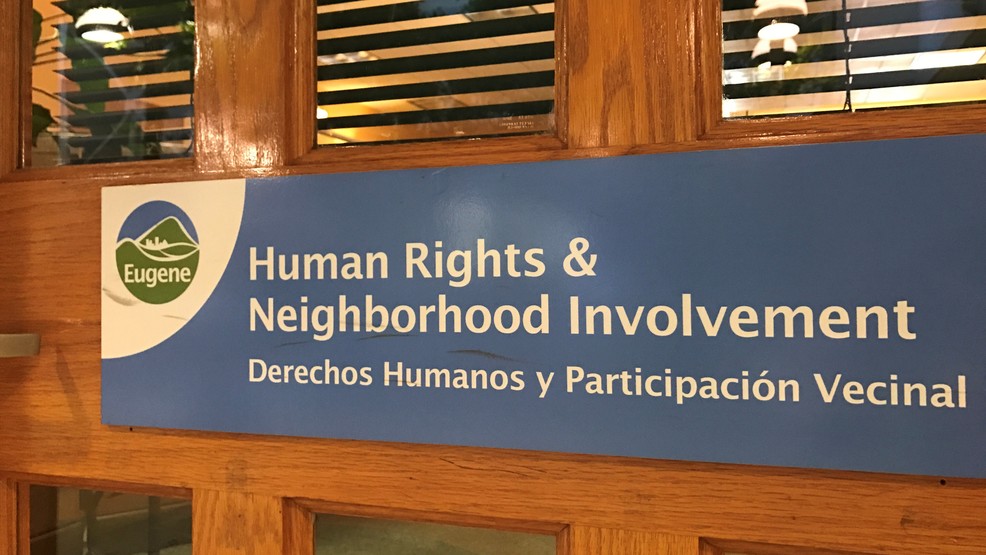 Eugene
Human Rights &
Neighborhood Involvement
Derechos Humanos y Participación Vecinal